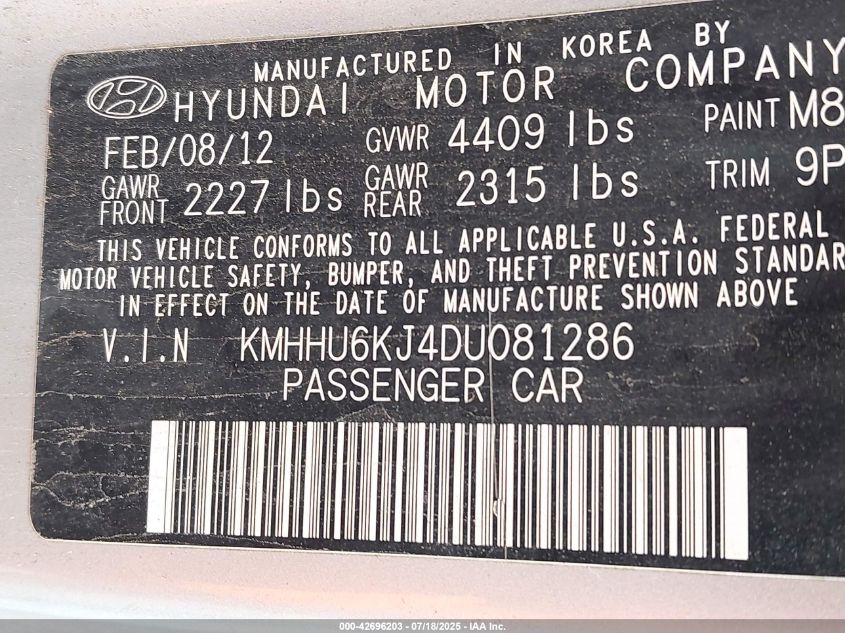 MANUFACTURED IN KOREA BY
HYUNDAI MOTOR COMPANY
FEB/08/12 GVWR 4409 lbs PAINT M8
GAWR FRONT 2227 lbs GAWR REAR 2315 lbs TRIM 9P
THIS VEHICLE CONFORMS TO ALL APPLICABLE U.S.A. FEDERAL
MOTOR VEHICLE SAFETY, BUMPER, AND THEFT PREVENTION STANDAR
IN EFFECT ON THE DATE OF MANUFACTURE SHOWN ABOVE
V.I.N KMHHU6KJ4DU081286
PASSENGER CAR
000-42696203 - 07/18/2025 - IAA Inc.